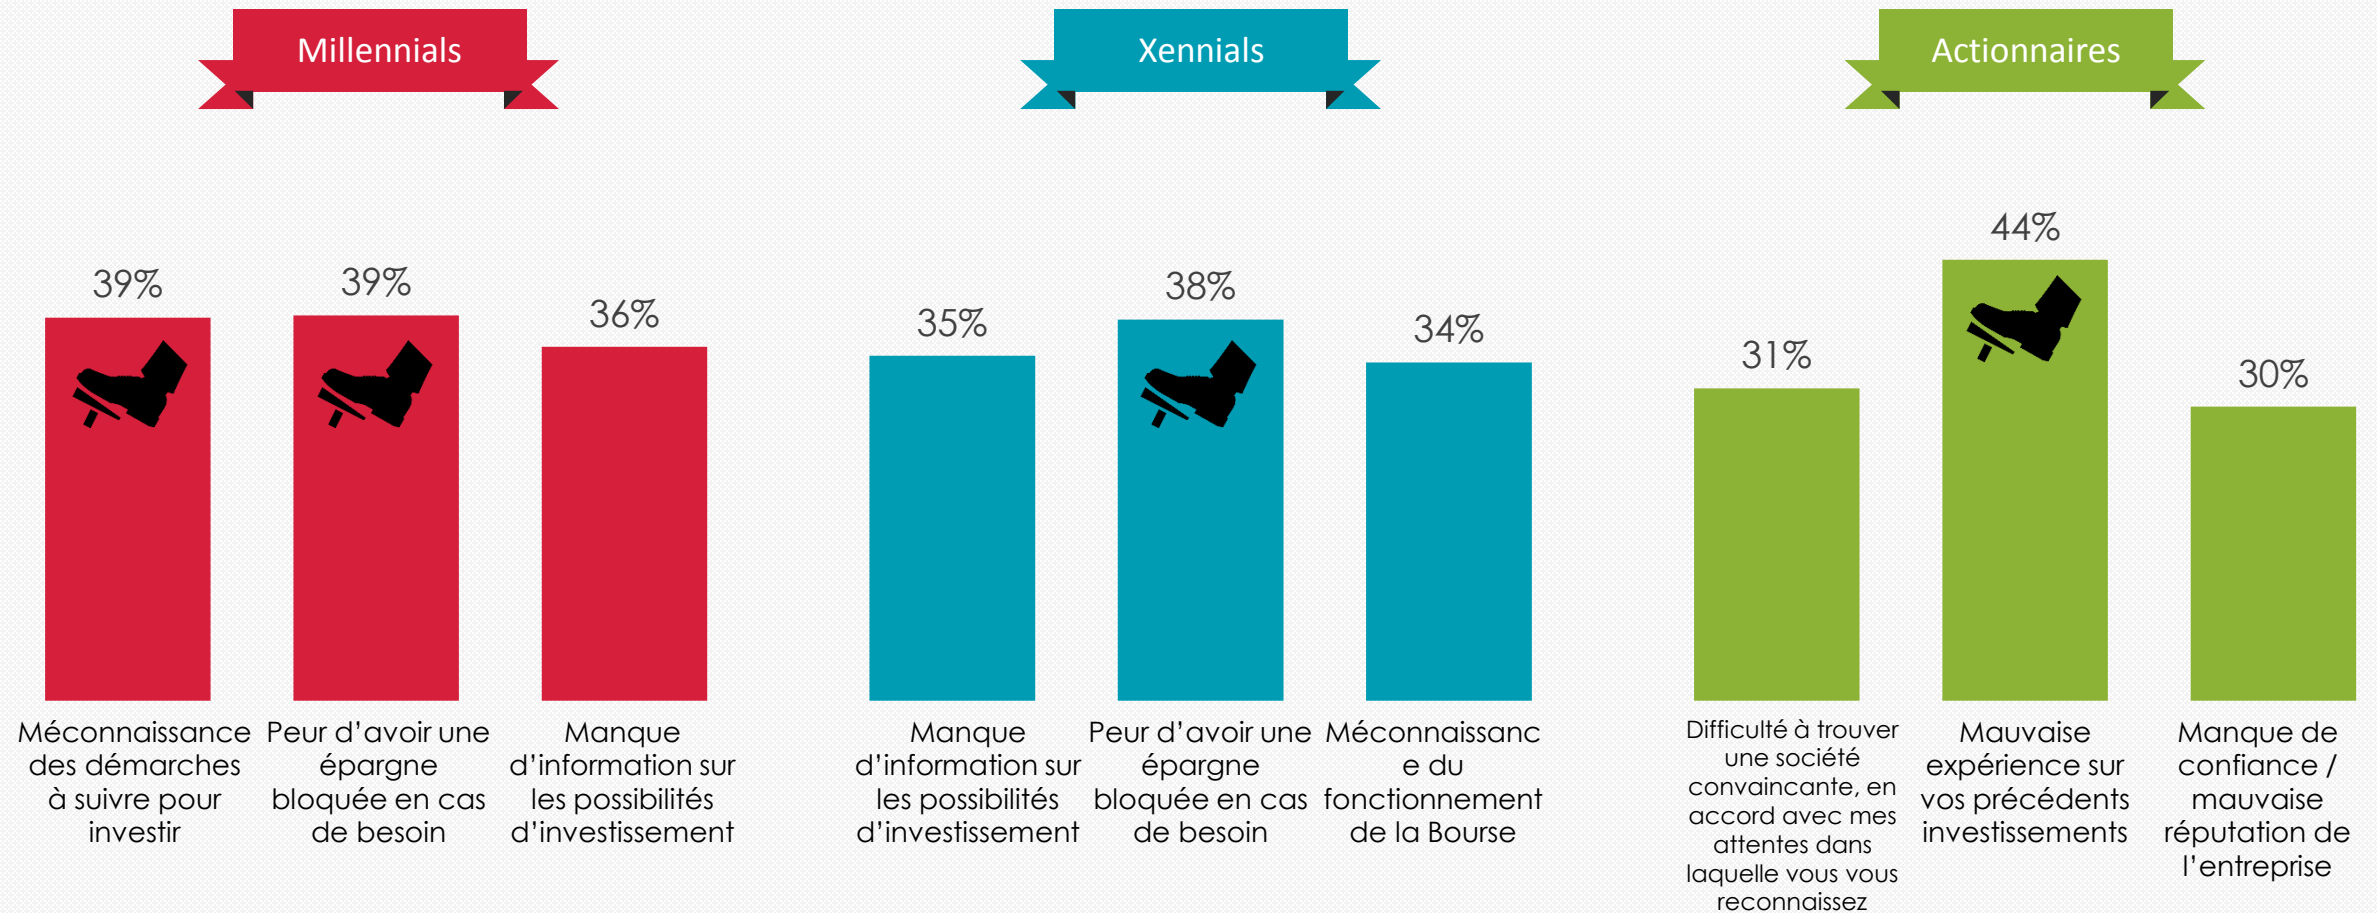 Millennials
Xennials
Actionnaires
39%
39%
36%
35%
38%
34%
31%
44%
30%
Méconnaissance
des démarches
à suivre pour
investir
Peur d’avoir une
épargne
bloquée en cas
de besoin
Manque
d’information sur
les possibilités
d’investissement
Manque
d’information sur
les possibilités
d’investissement
Peur d’avoir une
épargne
bloquée en cas
de besoin
Méconnaissanc
e du
fonctionnement
de la Bourse
Difficulté à trouver
une société
convaincante, en
accord avec mes
attentes dans
laquelle vous vous
reconnaissez
Mauvaise
expérience sur
vos précédents
investissements
Manque de
confiance /
mauvaise
réputation de
l’entreprise